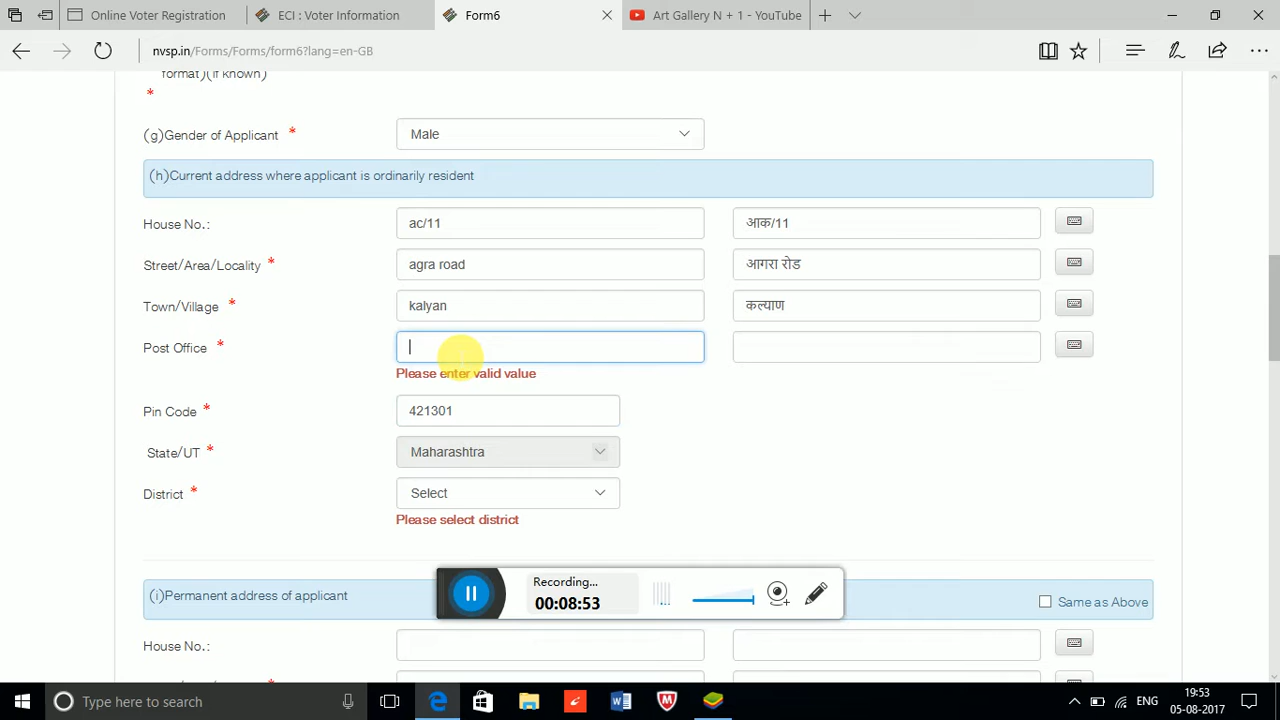 Online Voter Registration
ECI : Voter Information
Form6
Art Gallery N + 1 - YouTube
nvsp.in/Forms/Forms/form6?lang=en-GB
format)(if known)
*
(g)Gender of Applicant *
Male
(h)Current address where applicant is ordinarily resident
House No.:
ac/11
आक/11
Street/Area/Locality *
agra road
आगरा रोड
Town/Village *
kalyan
कल्याण
Post Office *
Please enter valid value
Pin Code *
421301
State/UT *
Maharashtra
District *
Select
Please select district
Recording...
00:08:53
(i)Permanent address of applicant
Same as Above
House No.:
Type here to search
ENG
19:53
05-08-2017